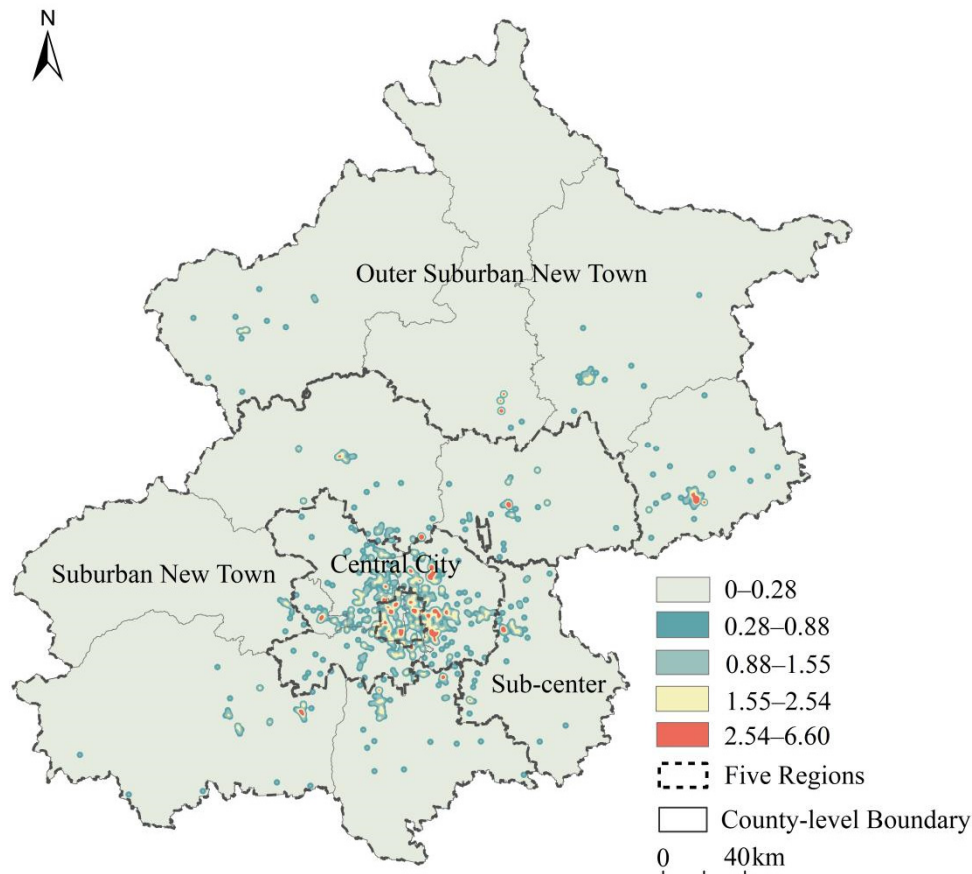 N
Outer Suburban New Town
Suburban New Town
Central City
Sub-center
0–0.28
0.28–0.88
0.88–1.55
1.55–2.54
2.54–6.60
Five Regions
County-level Boundary
0 40km